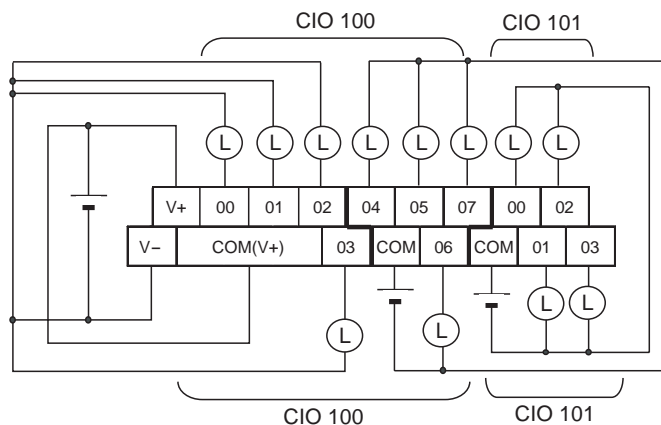 CIO 100
CIO 101
L L L L L L L L
V+ 00 01 02 04 05 07 00 02
V− COM(V+) 03 COM 06 COM 01 03
L L L L
CIO 100
CIO 101